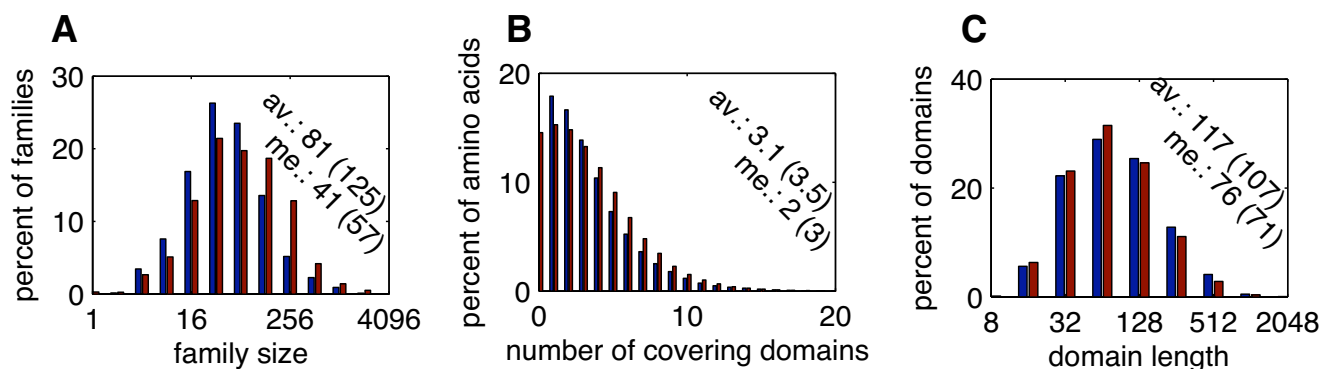 A
percent of families
30
20
10
0
1
16
256
4096
family size
av.: 81 (125)
me.: 41 (57)
B
percent of amino acids
20
10
0
0
10
20
number of covering domains
av.: 3.1 (3.5)
me.: 2 (3)
C
percent of domains
40
20
0
8
32
128
512
2048
domain length
av.: 117 (107)
me.: 76 (71)